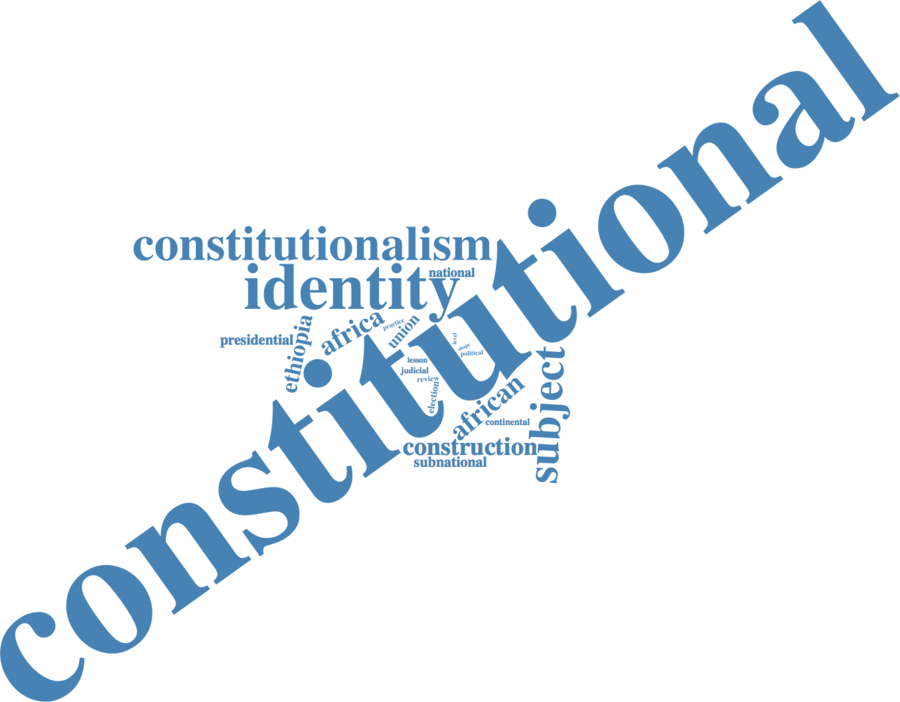 constitutional
constitutionalism
identity
national
presidential
ethiopia
africa
practice
union
level
shape
political
lesson
judicial
review
election
african
continental
construction
subnational
subject